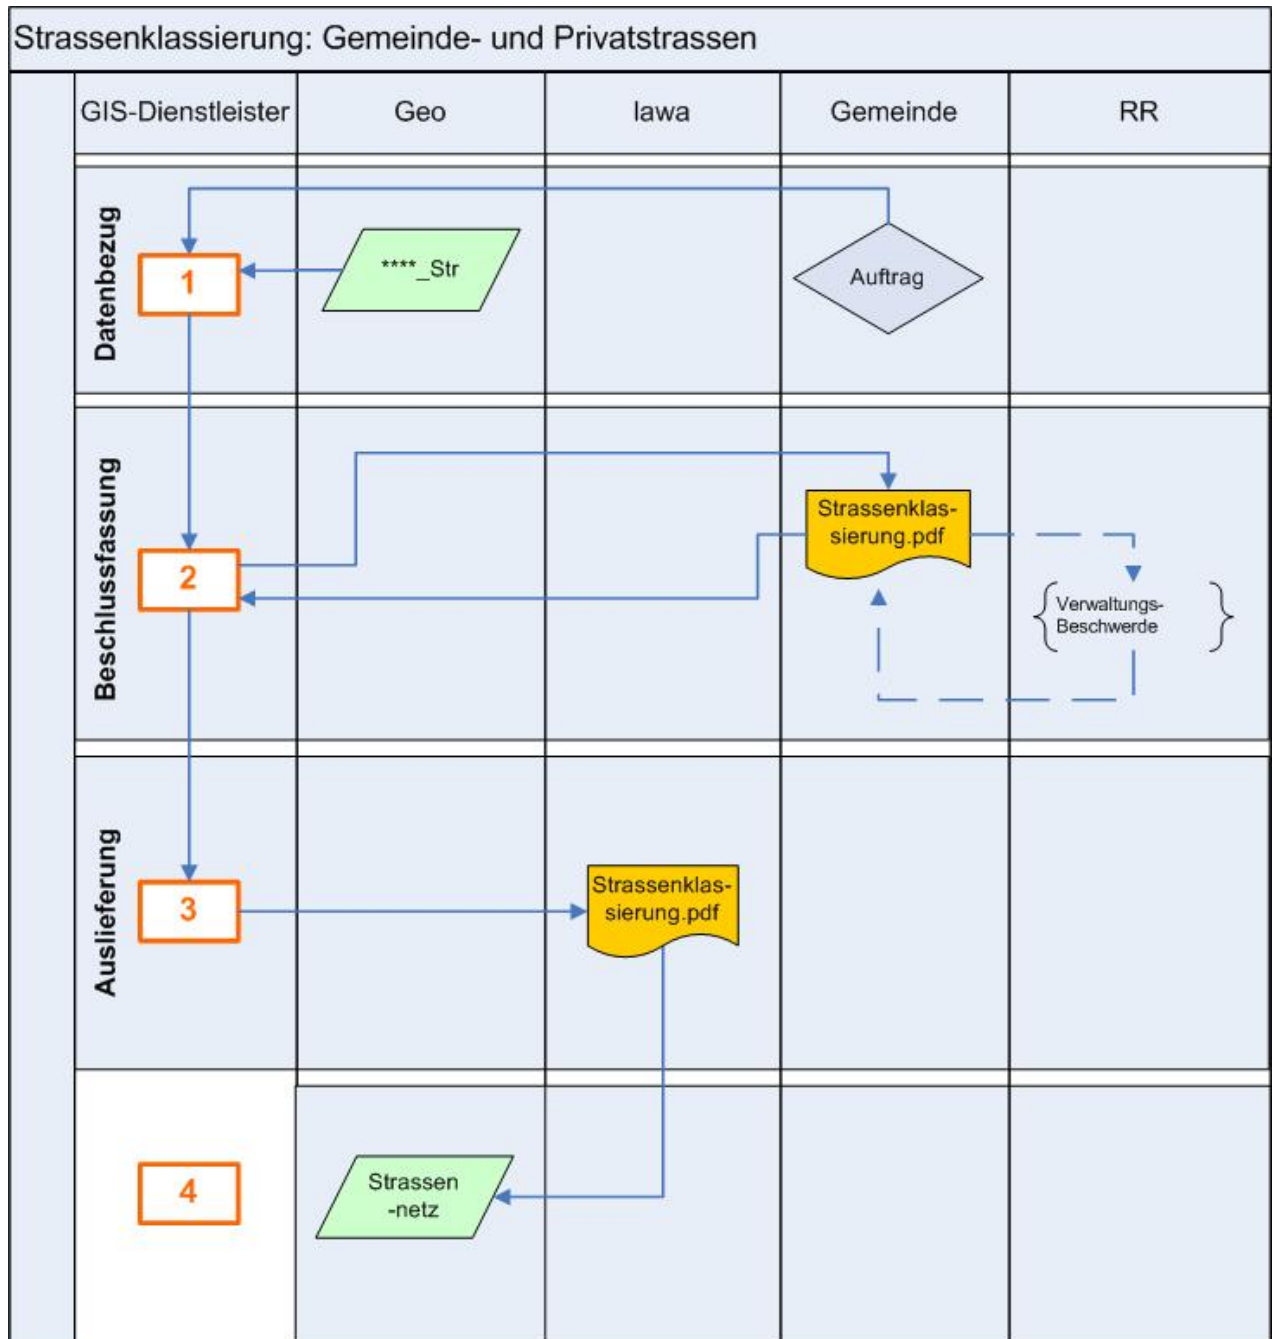 Strassenklassierung: Gemeinde- und Privatstrassen
GIS-Dienstleister
Geo
lawa
Gemeinde
RR
Datenbezug
1
****_Str
Auftrag
Beschlussfassung
2
Strassenklas-
sierung.pdf
Verwaltungs-
Beschwerde
Auslieferung
3
Strassenklas-
sierung.pdf
4
Strassen
-netz